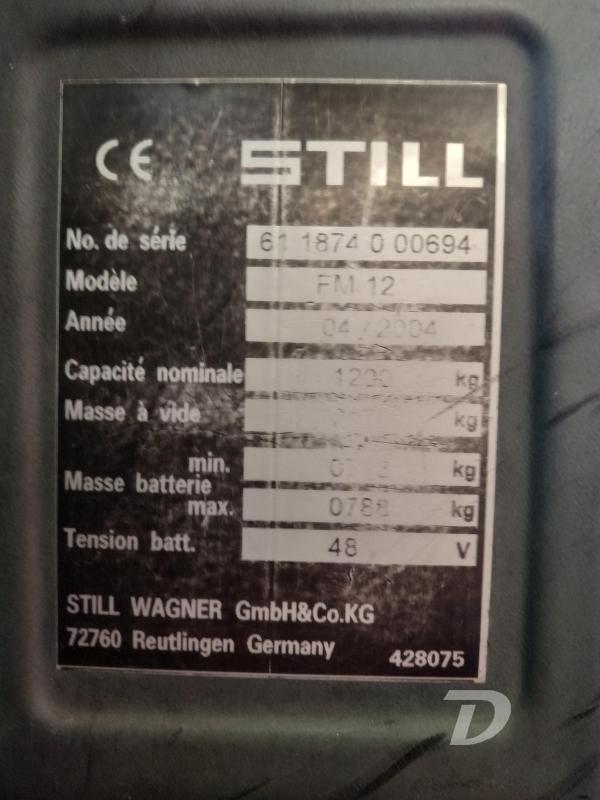 CE STILL
No. de série 61 1874 0 00694
Modèle FM 12
Année 04/2004
Capacité nominale 1200 kg
Masse à vide kg
min. kg
Masse batterie
max. 0788 kg
Tension batt. 48 V
STILL WAGNER GmbH&Co.KG
72760 Reutlingen Germany
428075
D